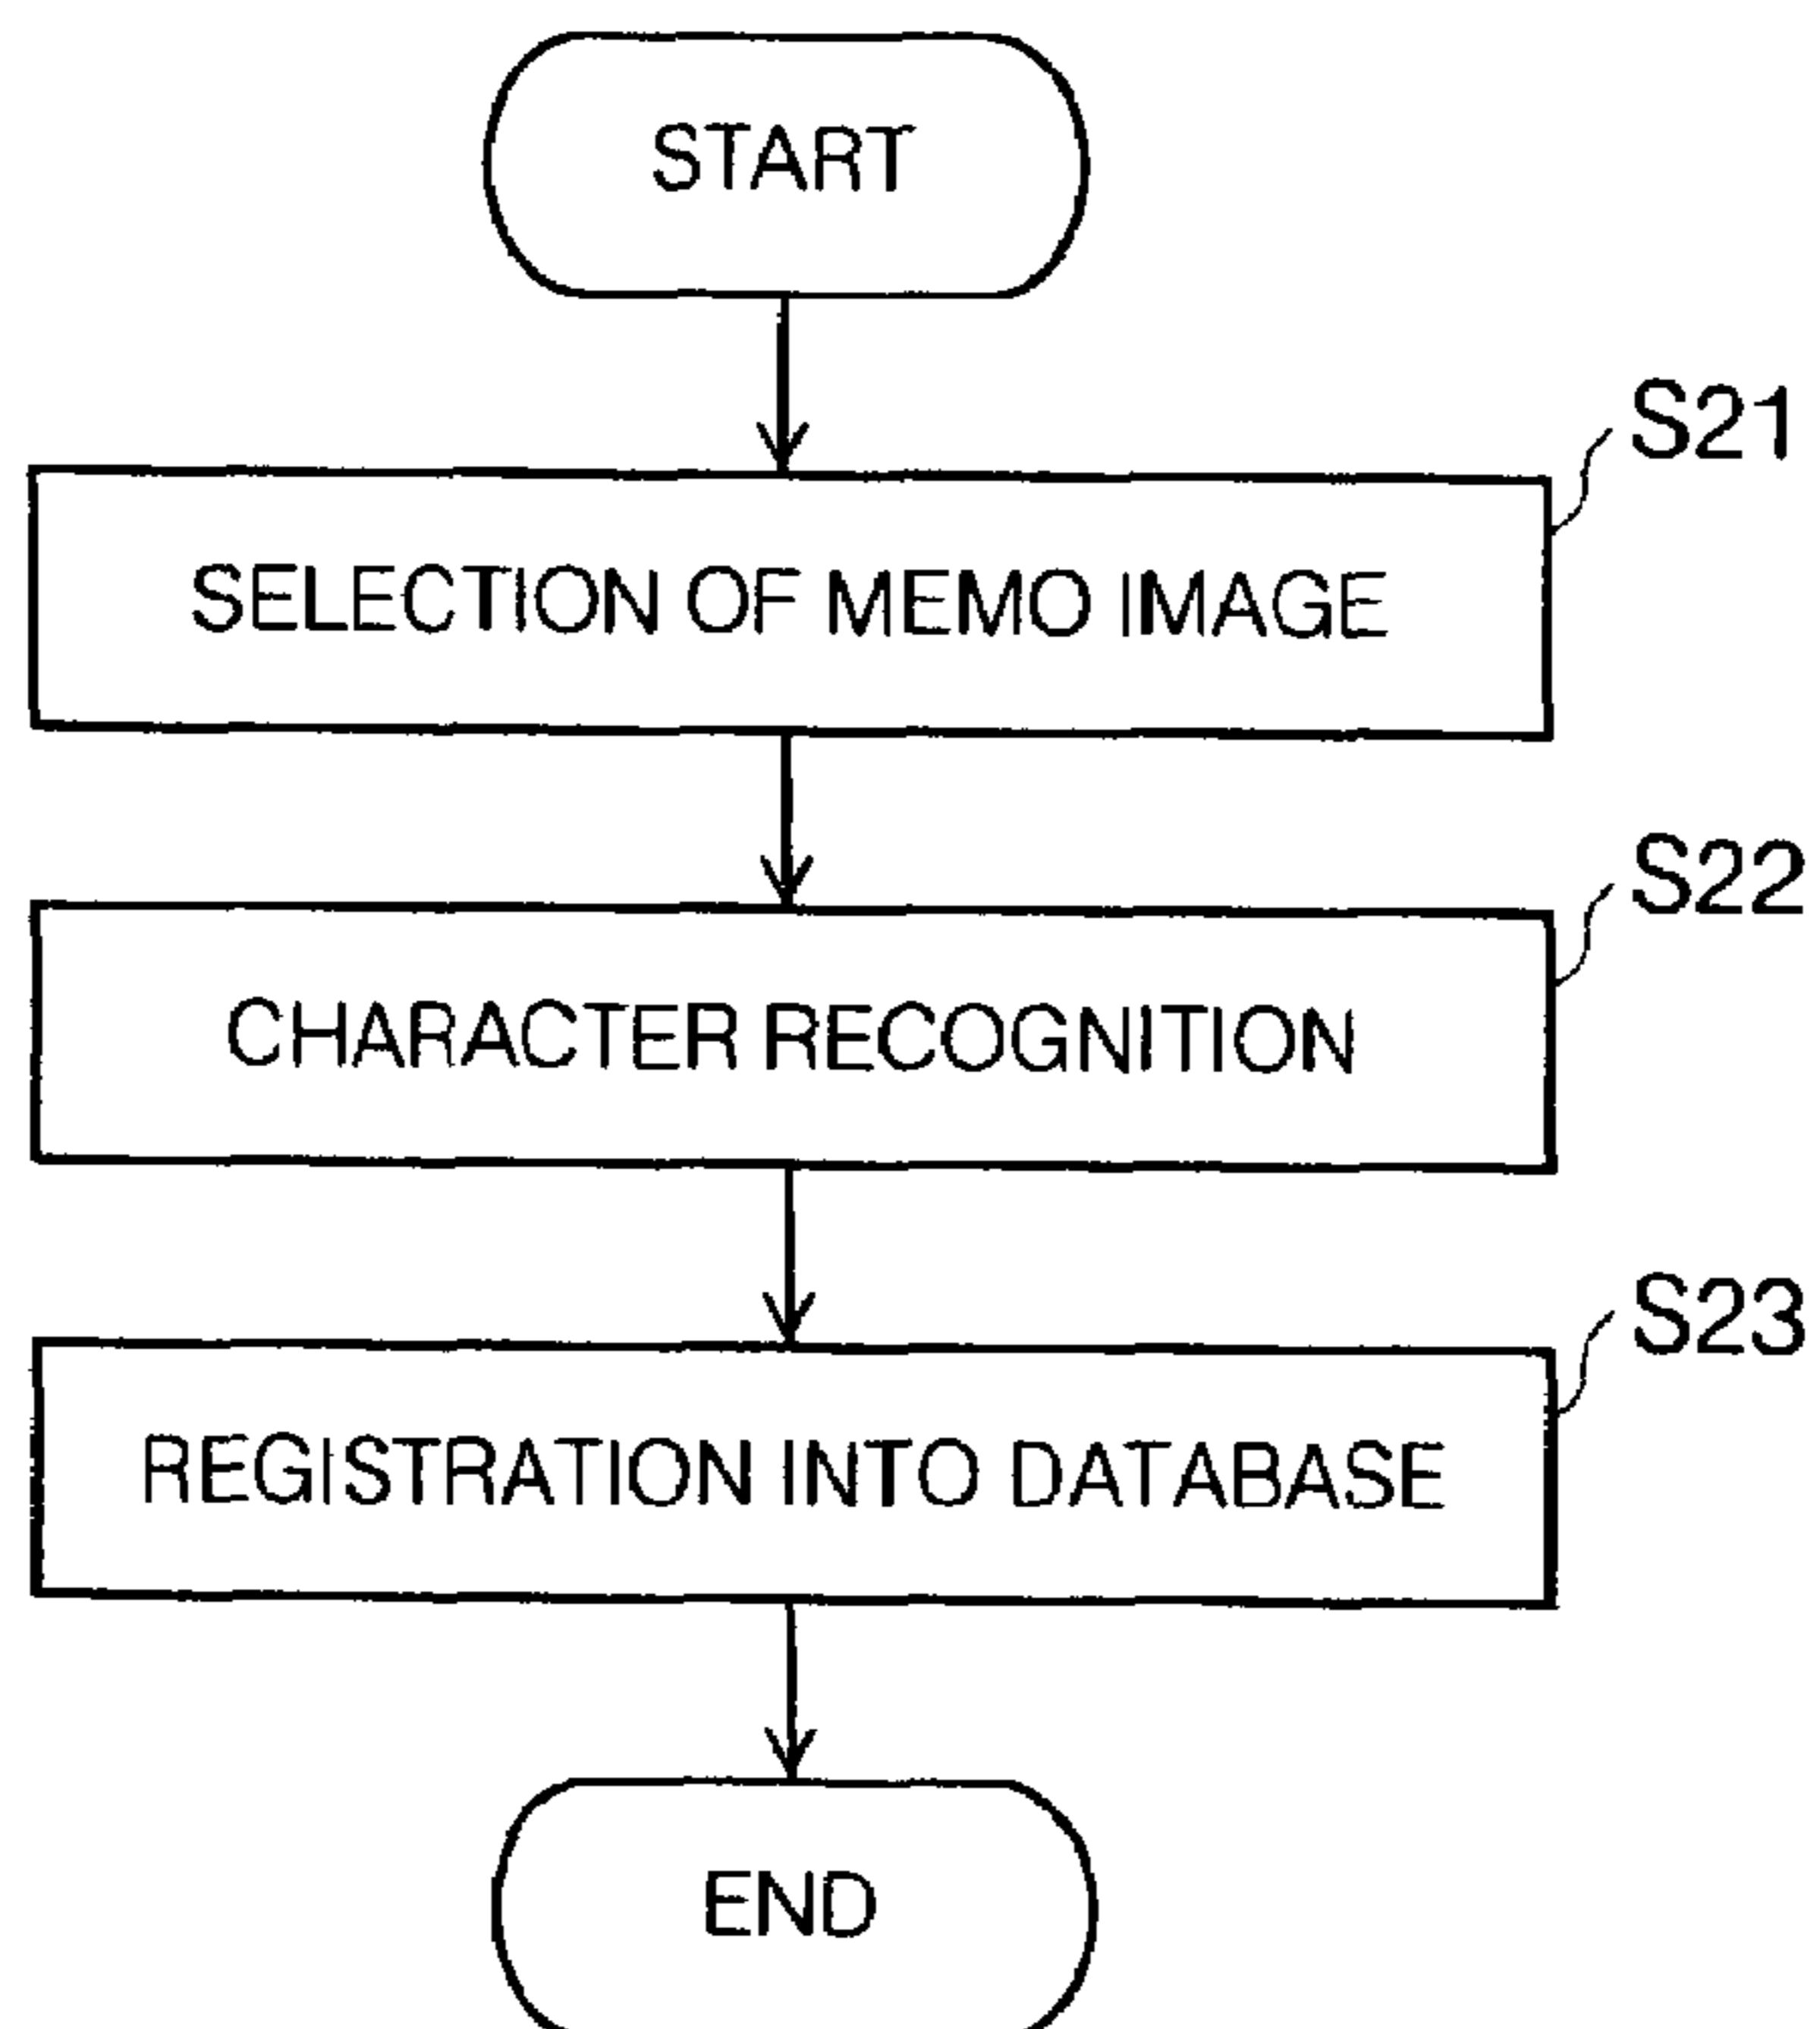 START
S21
SELECTION OF MEMO IMAGE
S22
CHARACTER RECOGNITION
S23
REGISTRATION INTO DATABASE
END